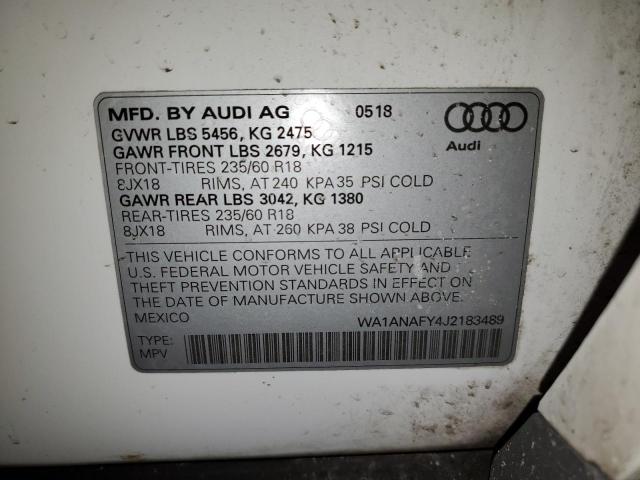 MFD. BY AUDI AG 0518
GVWR LBS 5456, KG 2475
GAWR FRONT LBS 2679, KG 1215
FRONT-TIRES 235/60 R18
8JX18 RIMS, AT 240 KPA 35 PSI COLD
GAWR REAR LBS 3042, KG 1380
REAR-TIRES 235/60 R18
8JX18 RIMS, AT 260 KPA 38 PSI COLD
Audi
THIS VEHICLE CONFORMS TO ALL APPLICABLE
U.S. FEDERAL MOTOR VEHICLE SAFETY AND
THEFT PREVENTION STANDARDS IN EFFECT ON
THE DATE OF MANUFACTURE SHOWN ABOVE.
MEXICO WA1ANAFY4J2183489
TYPE:
MPV